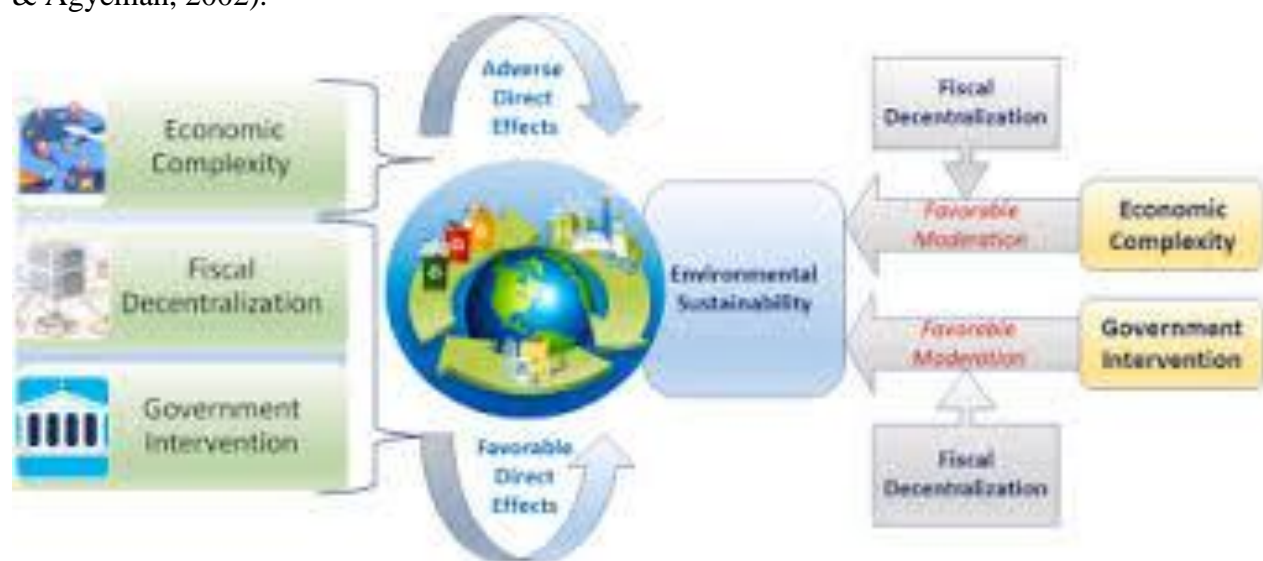 & Agyeman, 2002).
Economic
Complexity
Fiscal
Decentralization
Government
Intervention
Adverse
Direct
Effects
Favorable
Direct
Effects
Environmental
Sustainability
Fiscal
Decentralization
Favorable
Moderation
Economic
Complexity
Favorable
Moderation
Government
Intervention
Fiscal
Decentralization